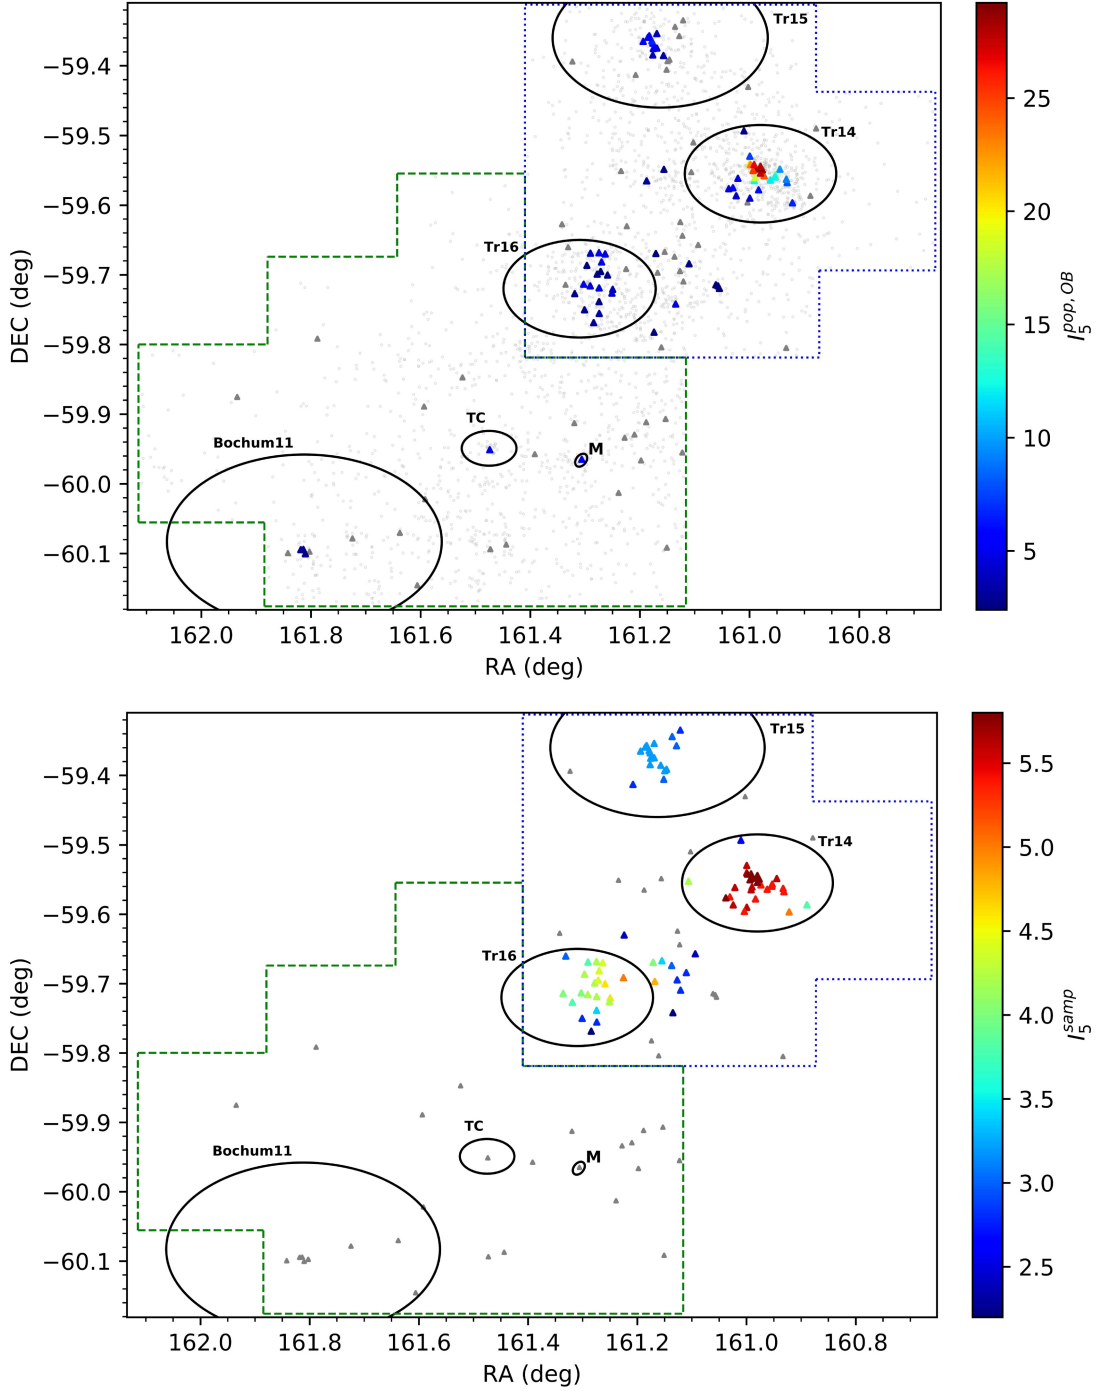 Tr15
−59.4
−59.5
Tr14
−59.6
Tr16
−59.7
−59.8
−59.9
TC
M
Bochum11
−60.0
−60.1
162.0 161.8 161.6 161.4 161.2 161.0 160.8
RA (deg)
DEC (deg)
25
20
15
10
5
I_5^{pop, OB}
Tr15
−59.4
−59.5
Tr14
−59.6
Tr16
−59.7
−59.8
−59.9
TC
M
Bochum11
−60.0
−60.1
162.0 161.8 161.6 161.4 161.2 161.0 160.8
RA (deg)
DEC (deg)
5.5
5.0
4.5
4.0
3.5
3.0
2.5
I_5^{samp}